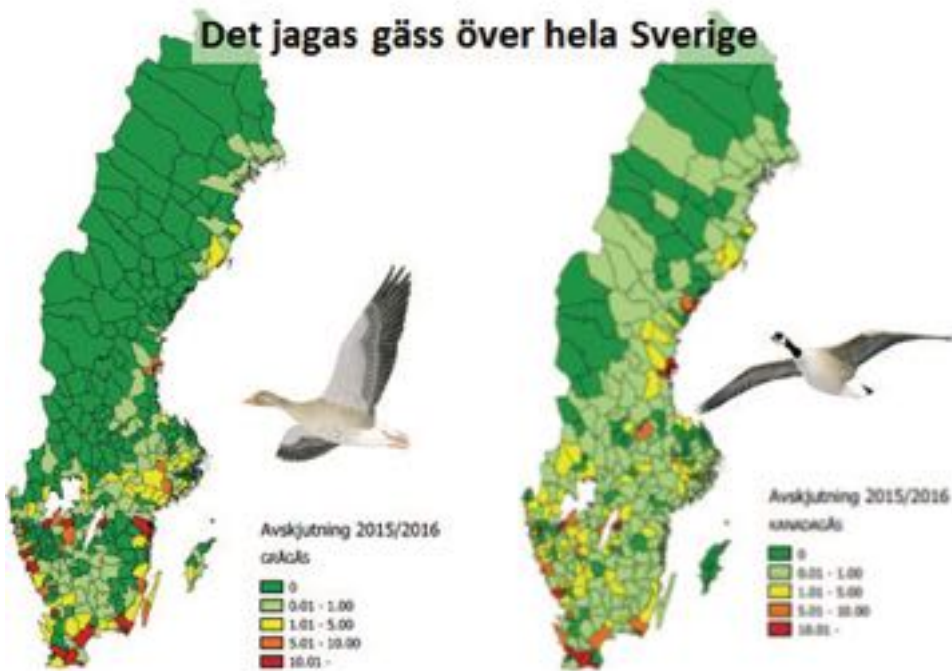 Det jagas gäss över hela Sverige
Avskjutning 2015/2016
GRÅGÅS
0
0.01 - 1.00
1.01 - 5.00
5.01 - 10.00
10.01 -
Avskjutning 2015/2016
KANADAGÅS
0
0.01 - 1.00
1.01 - 5.00
5.01 - 10.00
10.01 -